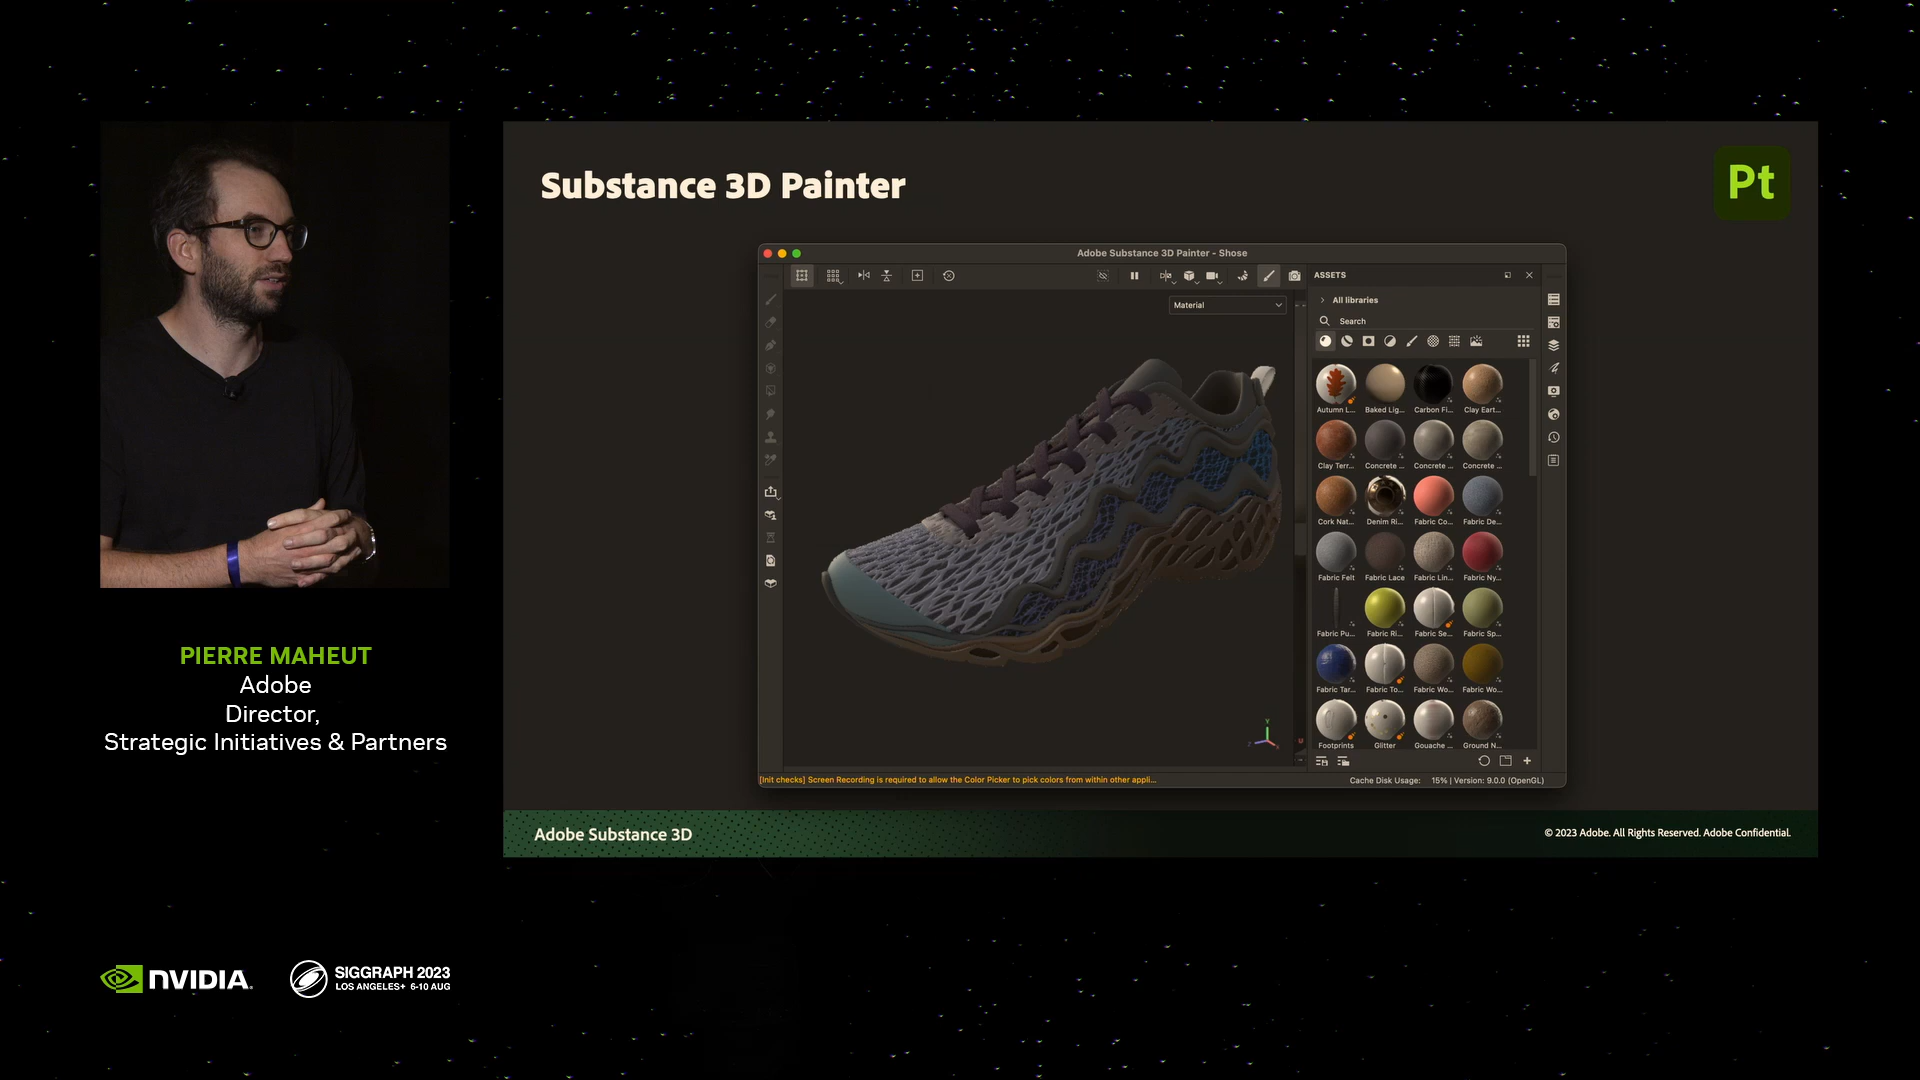 Substance 3D Painter
Pt
Adobe Substance 3D Painter - Shose
ASSETS
Material
All libraries
Search
Autumn L... Baked Lig... Carbon Fi... Clay Eart...
Clay Terr... Concrete ... Concrete ... Concrete ...
Cork Nat... Denim Ri... Fabric Co... Fabric De...
Fabric Felt Fabric Lace Fabric Lin... Fabric Ny...
Fabric Pu... Fabric Ri... Fabric Se... Fabric Sp...
Fabric Tar... Fabric To... Fabric Wo... Fabric Wo...
Footprints Glitter Gouache ... Ground N...
Y
[Init checks] Screen Recording is required to allow the Color Picker to pick colors from within other appli...
Cache Disk Usage: 15% | Version: 9.0.0 (OpenGL)
Adobe Substance 3D
© 2023 Adobe. All Rights Reserved. Adobe Confidential.
PIERRE MAHEUT
Adobe
Director,
Strategic Initiatives & Partners
NVIDIA.
SIGGRAPH 2023
LOS ANGELES+ 6-10 AUG